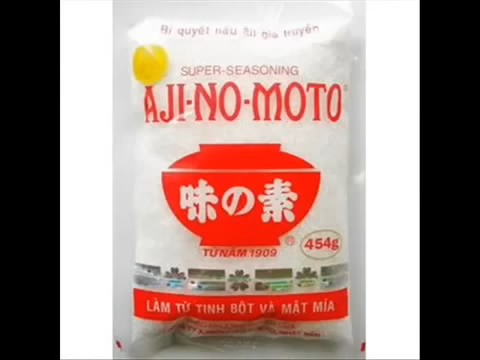 Bí quyết nấu ăn gia truyền
SUPER-SEASONING
AJI-NO-MOTO®
味の素
®
454g
TỪ NĂM 1909
LÀM TỪ TINH BỘT VÀ MẬT MÍA